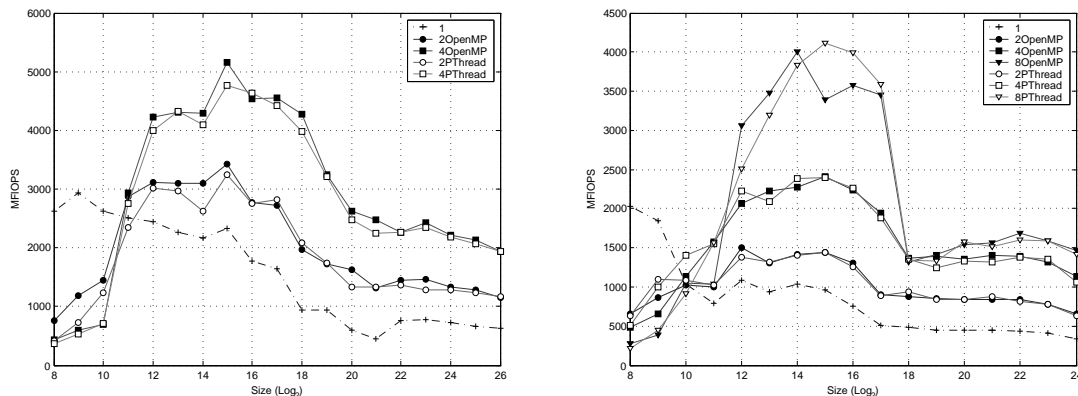 6000
5000
4000
3000
2000
1000
0
MFlOPS
8 10 12 14 16 18 20 22 24 26
Size (Log2)
1
2OpenMP
4OpenMP
2PThread
4PThread
4500
4000
3500
3000
2500
2000
1500
1000
500
0
MFlOPS
8 10 12 14 16 18 20 22 24
Size (Log2)
1
2OpenMP
4OpenMP
8OpenMP
2PThread
4PThread
8PThread